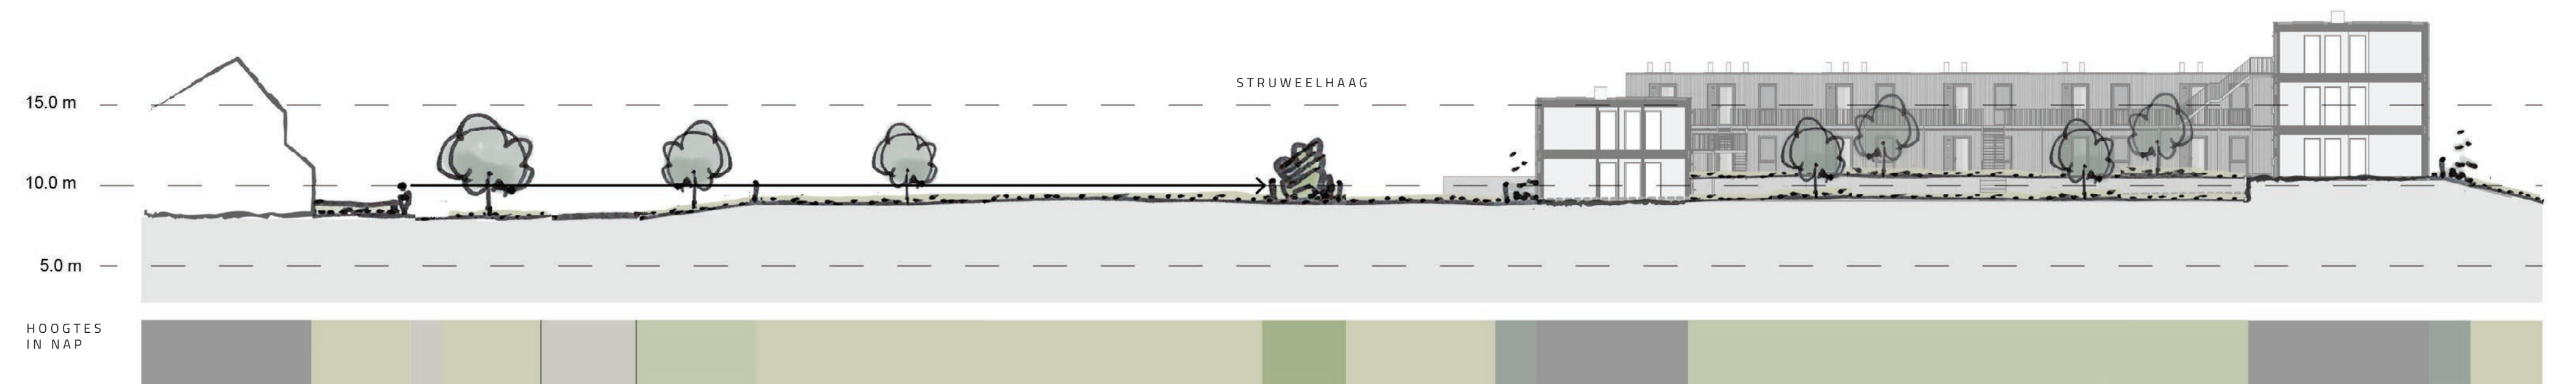 STRUWEELHAAG
15.0 m
10.0 m
5.0 m
HOOGTES
IN NAP